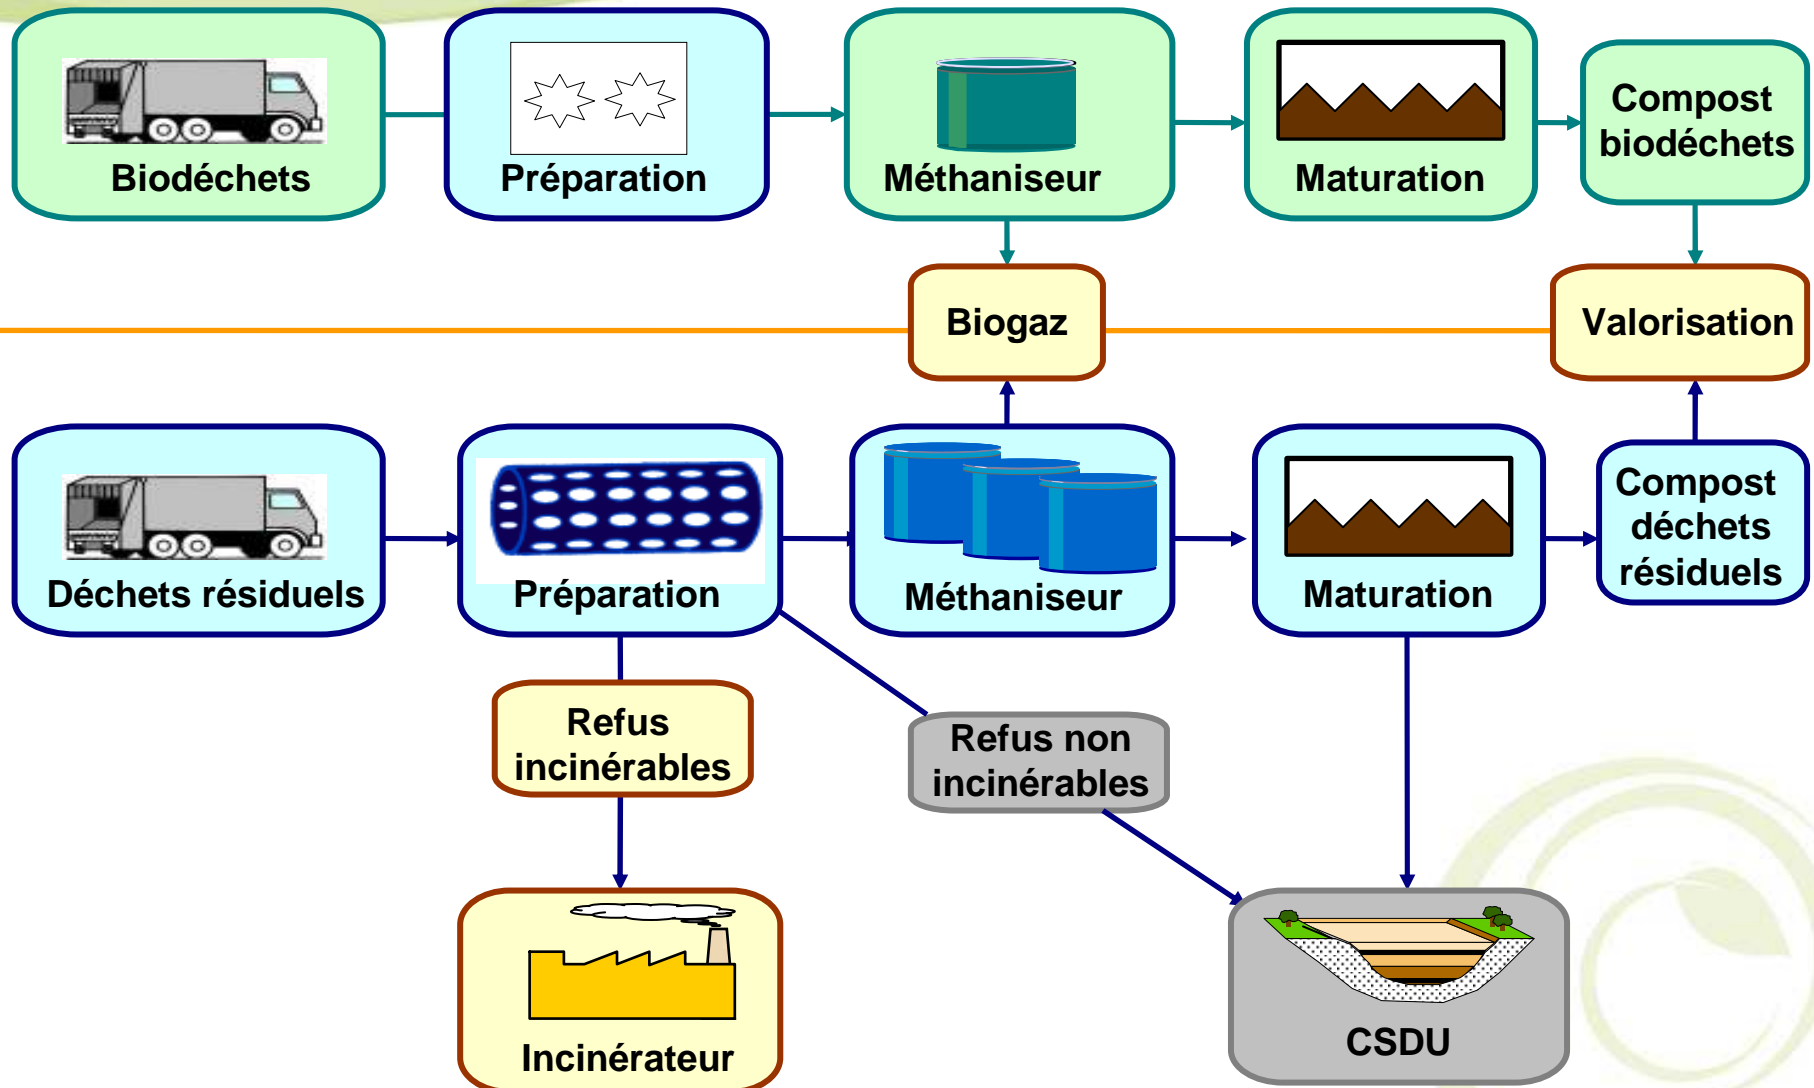 Biodéchets
Préparation
Méthaniseur
Maturation
Compost
biodéchets
Biogaz
Valorisation
Déchets résiduels
Préparation
Méthaniseur
Maturation
Compost
déchets
résiduels
Refus
incinérables
Refus non
incinérables
Incinérateur
CSDU